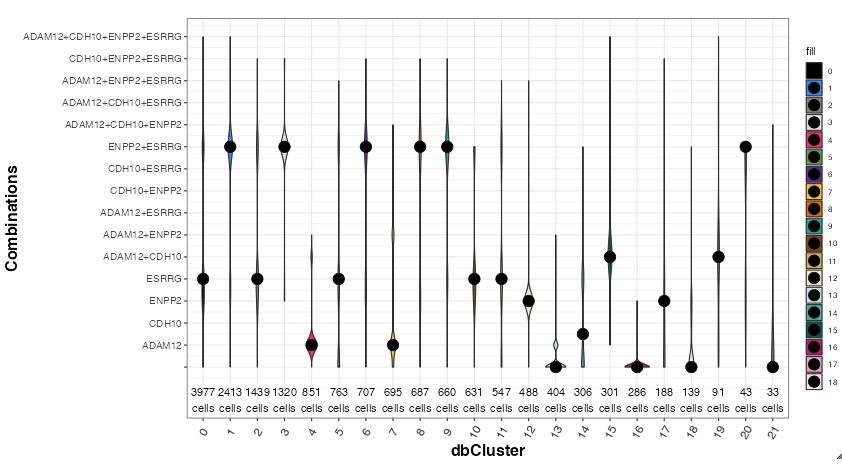 Combinations
ADAM12+CDH10+ENPP2+ESRRG
CDH10+ENPP2+ESRRG
ADAM12+ENPP2+ESRRG
ADAM12+CDH10+ESRRG
ADAM12+CDH10+ENPP2
ENPP2+ESRRG
CDH10+ESRRG
CDH10+ENPP2
ADAM12+ESRRG
ADAM12+ENPP2
ADAM12+CDH10
ESRRG
ENPP2
CDH10
ADAM12
3977 2413 1439 1320 851 763 707 695 687 660 631 547 488 404 306 301 286 188 139 91 43 33
cells cells cells cells cells cells cells cells cells cells cells cells cells cells cells cells cells cells cells cells cells cells
0 1 2 3 4 5 6 7 8 9 10 11 12 13 14 15 16 17 18 19 20 21
dbCluster
fill
0
1
2
3
4
5
6
7
8
9
10
11
12
13
14
15
16
17
18